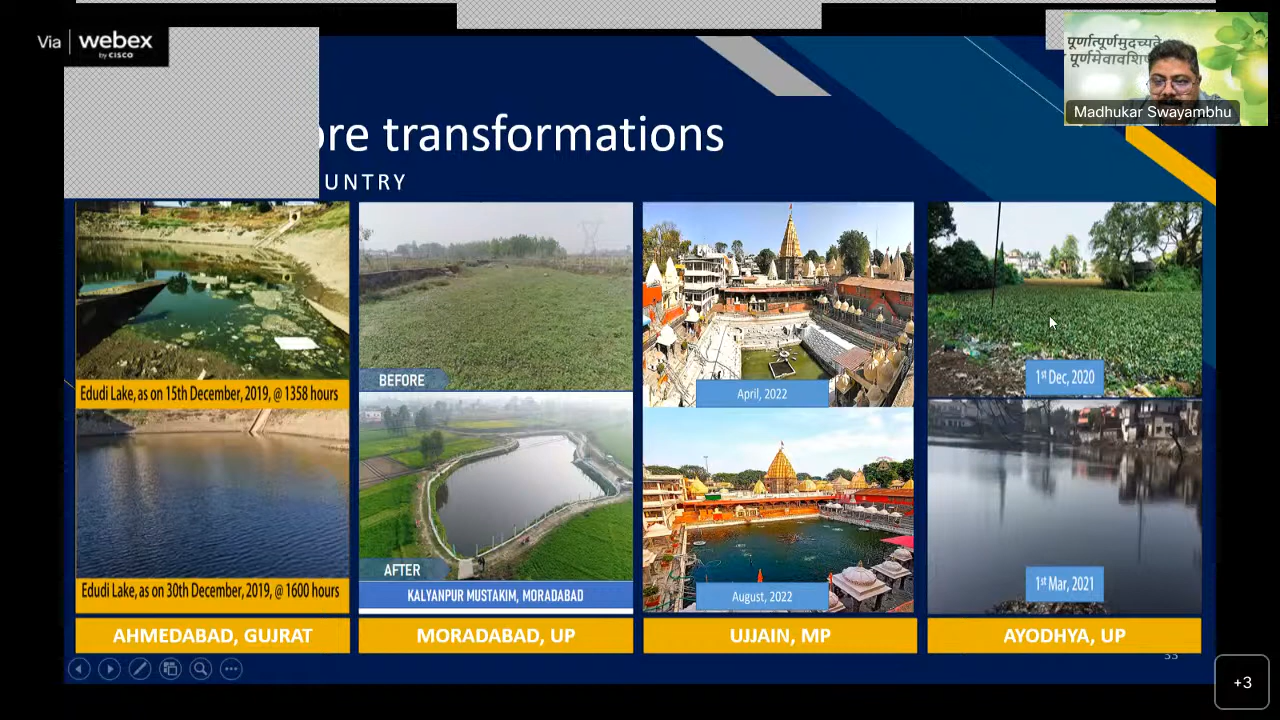 Via webex
by CISCO
पूर्णात्पूर्णमुदच्यते
पूर्णमेवावशि
Madhukar Swayambhu
ore transformations
UNTRY
Edudi Lake, as on 15th December, 2019, @ 1358 hours
Edudi Lake, as on 30th December, 2019, @ 1600 hours
AHMEDABAD, GUJRAT
BEFORE
AFTER
KALYANPUR MUSTAKIM, MORADABAD
MORADABAD, UP
April, 2022
August, 2022
UJJAIN, MP
1st Dec, 2020
1st Mar, 2021
AYODHYA, UP
33
+3